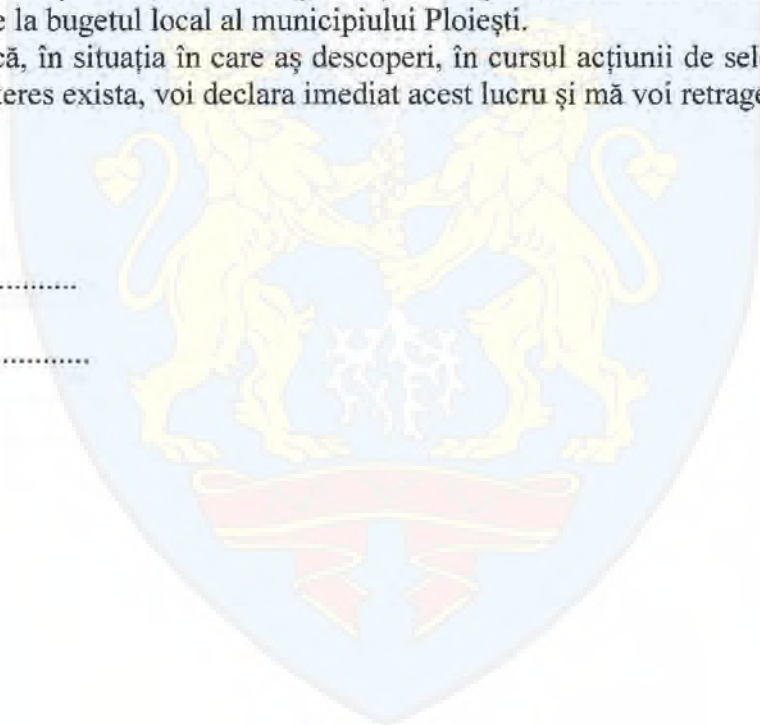 e la bugetul local al municipiului Ploiești.
că, în situația în care aș descoperi, în cursul acțiunii de sel
teres exista, voi declara imediat acest lucru și mă voi retrage
............
............